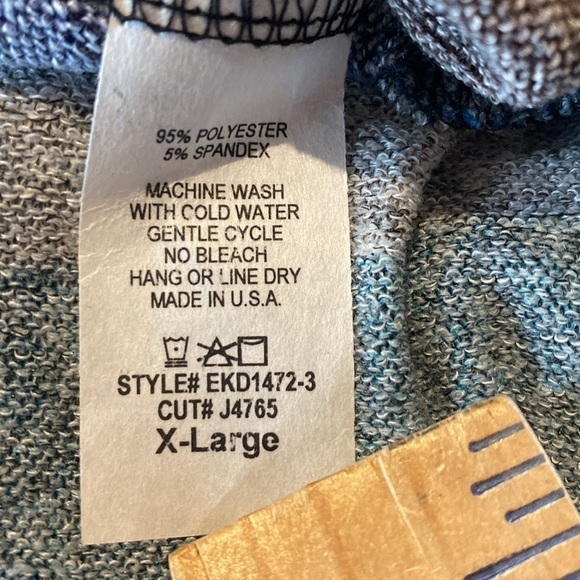 95% POLYESTER
5% SPANDEX
MACHINE WASH
WITH COLD WATER
GENTLE CYCLE
NO BLEACH
HANG OR LINE DRY
MADE IN U.S.A.
STYLE# EKD1472-3
CUT# J4765
X-Large